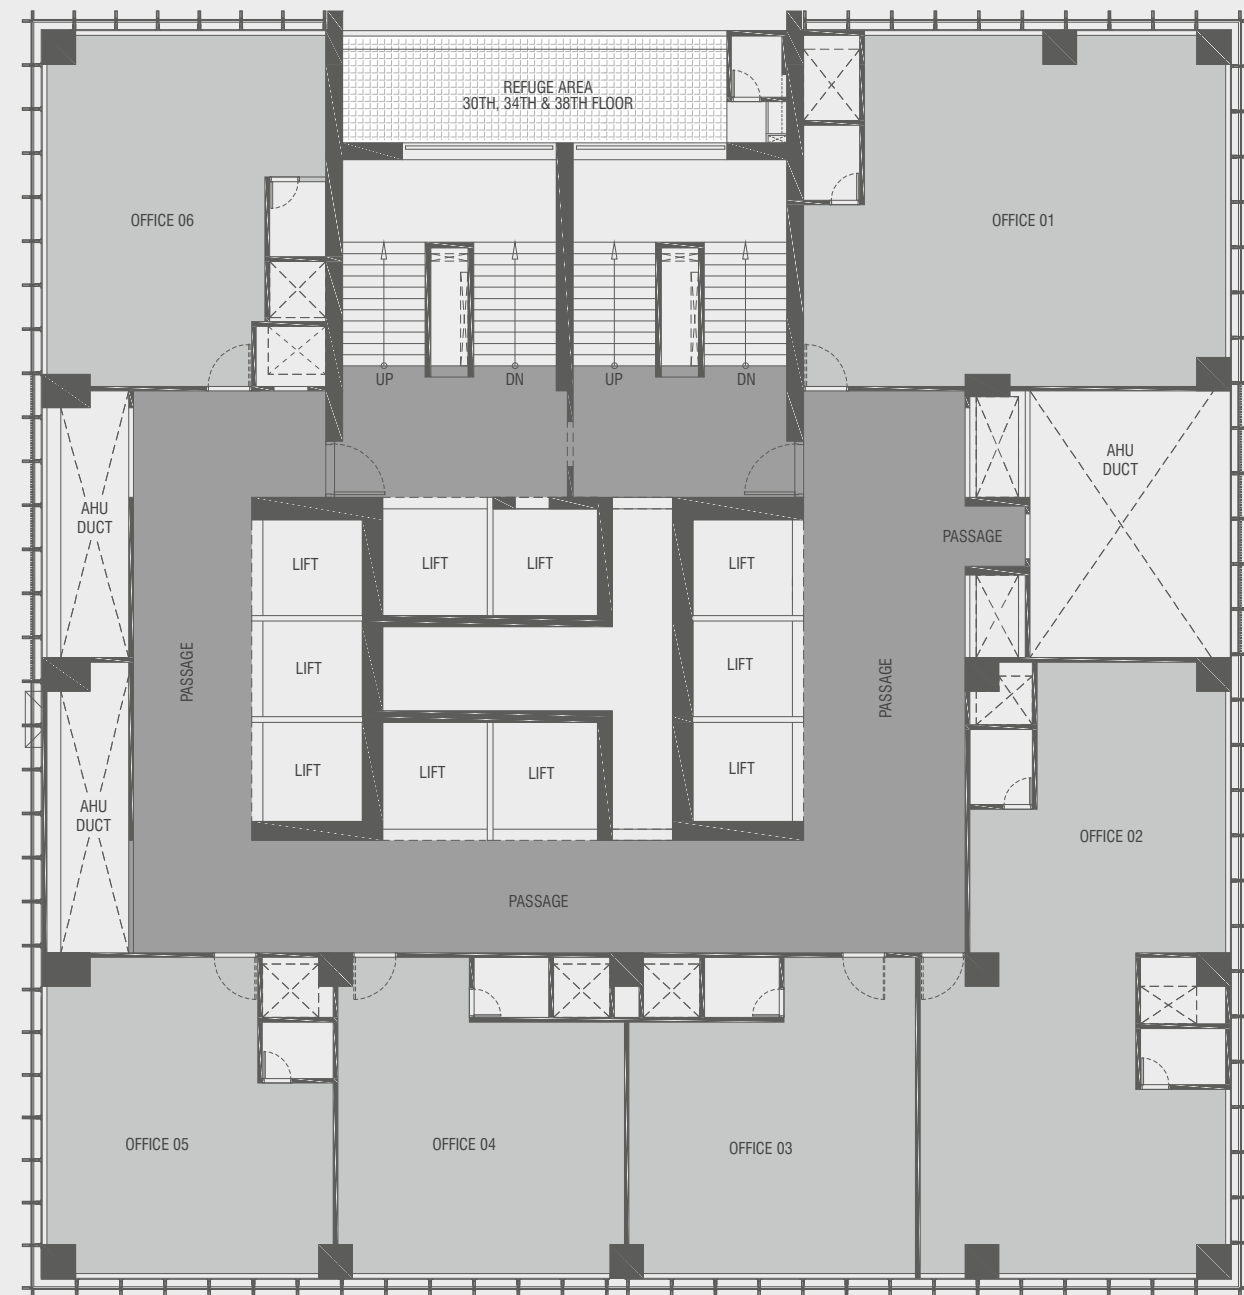 REFUGE AREA
30TH, 34TH & 38TH FLOOR
OFFICE 06
OFFICE 01
UP
DN
UP
DN
AHU
DUCT
AHU
DUCT
PASSAGE
LIFT
LIFT
LIFT
LIFT
PASSAGE
LIFT
LIFT
PASSAGE
LIFT
LIFT
LIFT
LIFT
AHU
DUCT
OFFICE 02
PASSAGE
OFFICE 05
OFFICE 04
OFFICE 03